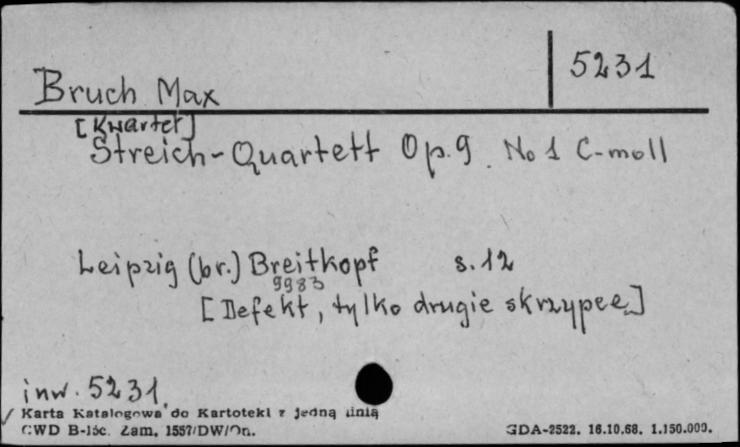 5231
Bruch Max
[Kwartet]
Streich-Quartett Op. 9. No 1 C-moll
Leipzig (br.) Breitkopf s. 12
9983
[Defekt, tylko drugie skrzypce.]
inw. 5231.
✓ Karta Katalogowa do Kartoteki z jedną linią
CWD B-łśc. Zam. 1557/DW/On. GDA-2522. 16.10.68. 1.150.000.